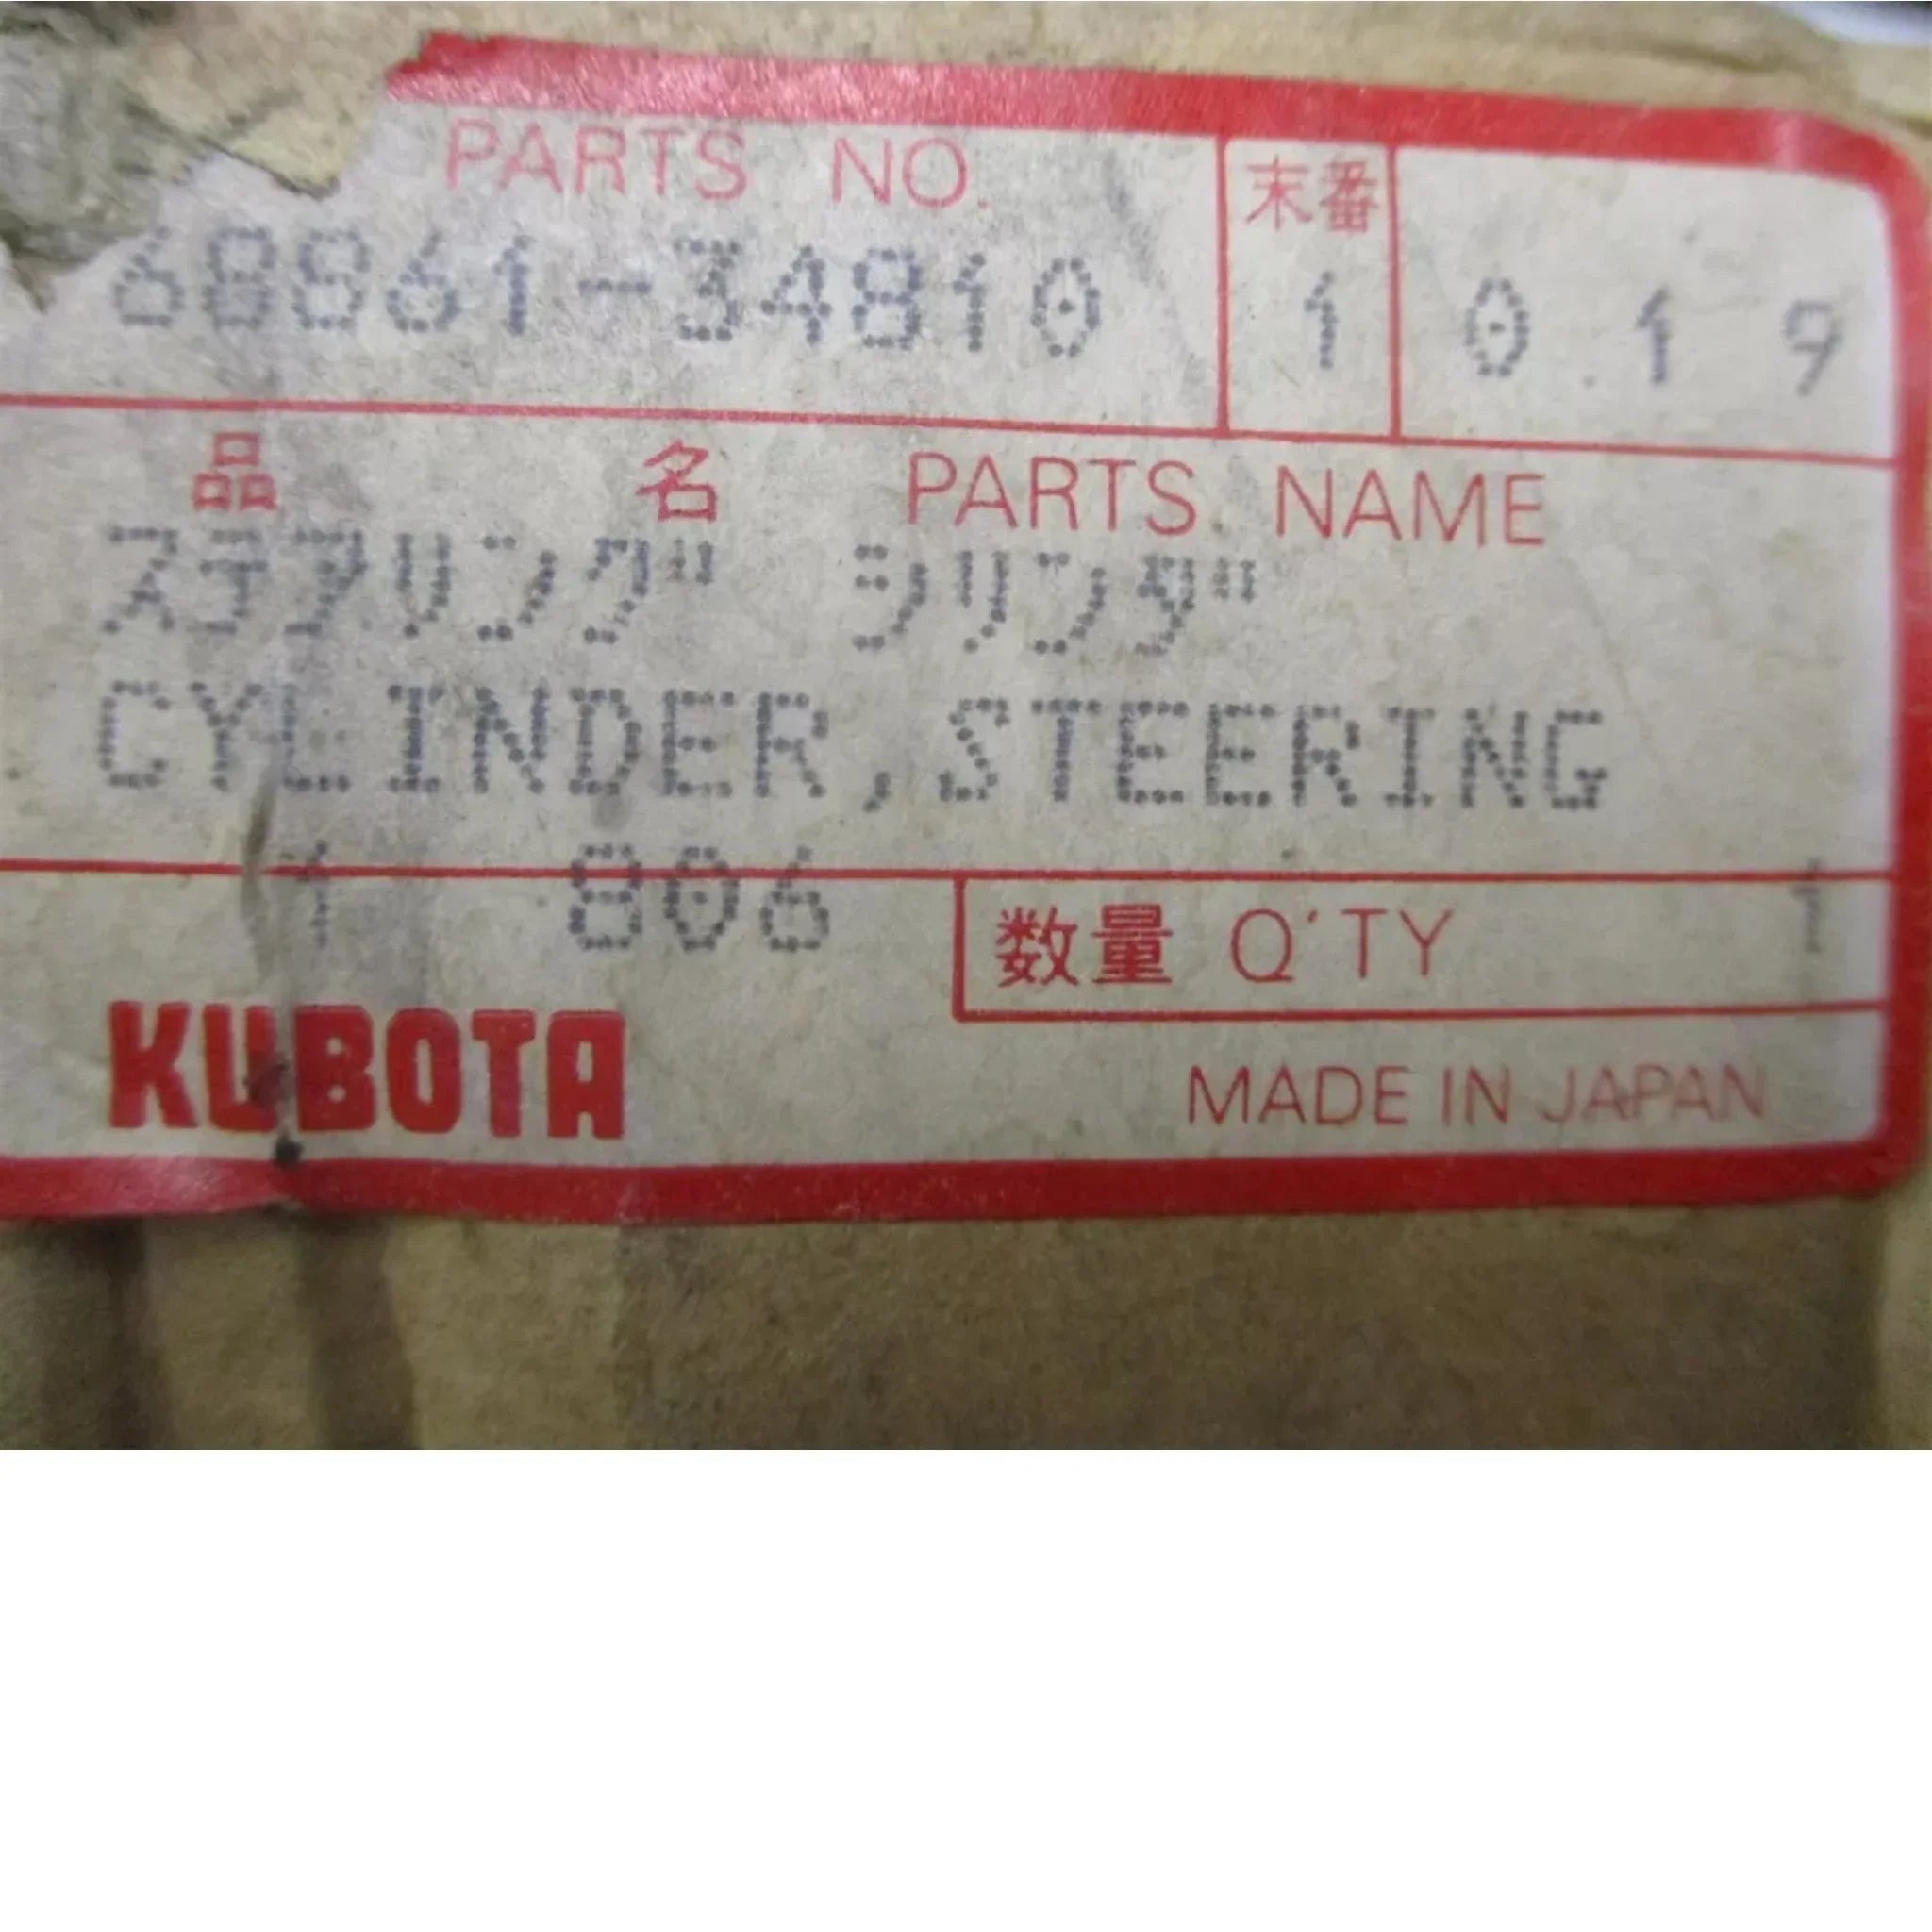 PARTS NO. 末番
68861-34810 1 0.1 9
品 名 PARTS NAME
ステアリング シリンダ
CYLINDER,STEERING
1 806
数量 Q'TY 1
KUBOTA
MADE IN JAPAN